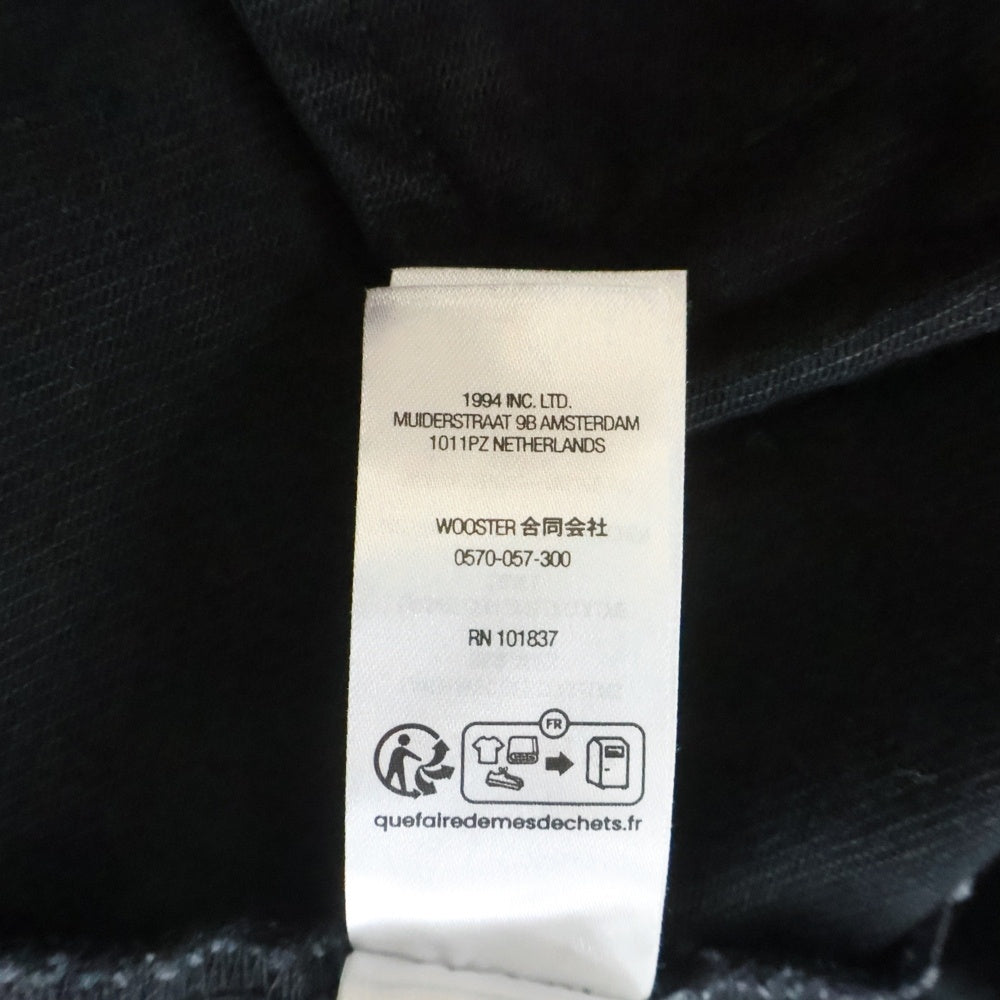 1994 INC. LTD.
MUIDERSTRAAT 9B AMSTERDAM
1011PZ NETHERLANDS
WOOSTER 合同会社
0570-057-300
RN 101837
FR
quefairedemesdechets.fr